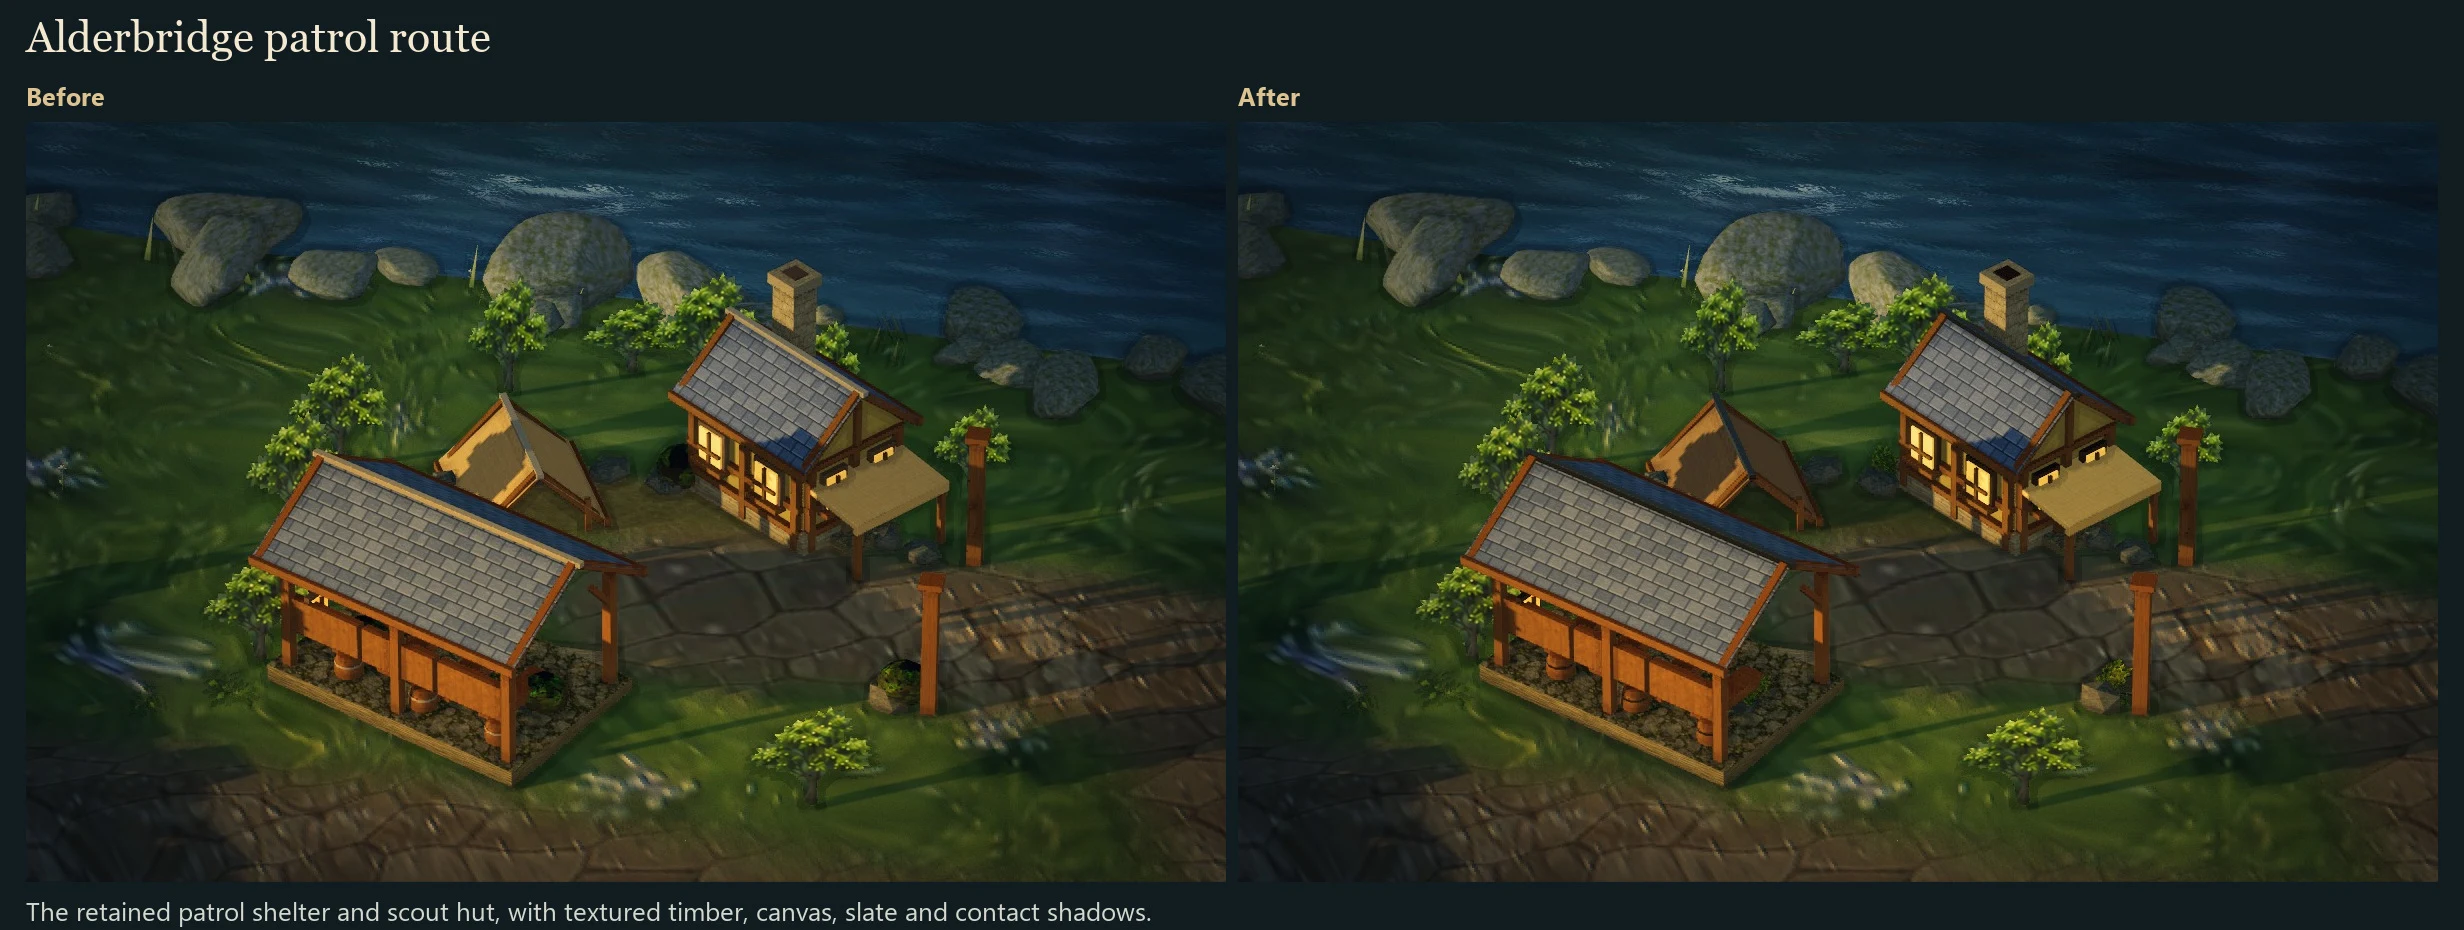 Alderbridge patrol route
Before
After
The retained patrol shelter and scout hut, with textured timber, canvas, slate and contact shadows.